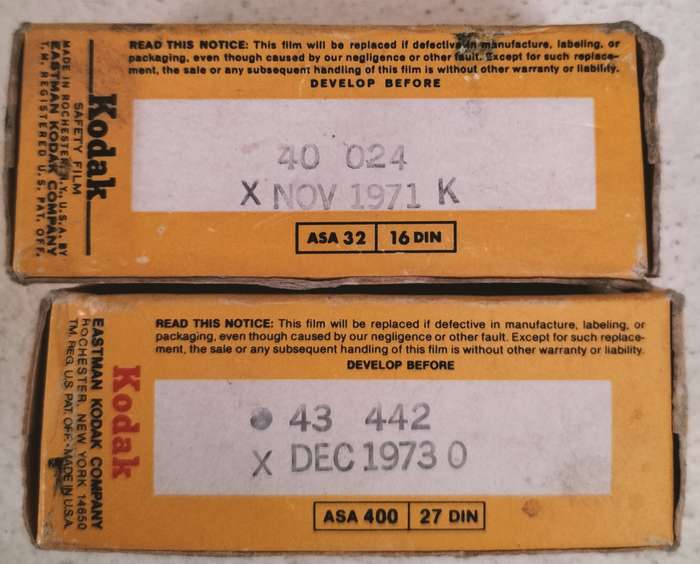 READ THIS NOTICE: This film will be replaced if defective in manufacture, labeling, or
packaging, even though caused by our negligence or other fault. Except for such replace-
ment, the sale or any subsequent handling of this film is without other warranty or liability.
DEVELOP BEFORE
40 024
X NOV 1971 K
ASA 32 16 DIN
Kodak
SAFETY FILM
MADE IN ROCHESTER, N.Y., U.S.A. BY
EASTMAN KODAK COMPANY
T.M. REGISTERED U.S. PAT. OFF.
READ THIS NOTICE: This film will be replaced if defective in manufacture, labeling, or
packaging, even though caused by our negligence or other fault. Except for such replace-
ment, the sale or any subsequent handling of this film is without other warranty or liability.
DEVELOP BEFORE
43 442
X DEC 1973 0
ASA 400 27 DIN
Kodak
EASTMAN KODAK COMPANY
ROCHESTER, NEW YORK 14650
TM. REG. U.S. PAT. OFF. - MADE IN U.S.A.